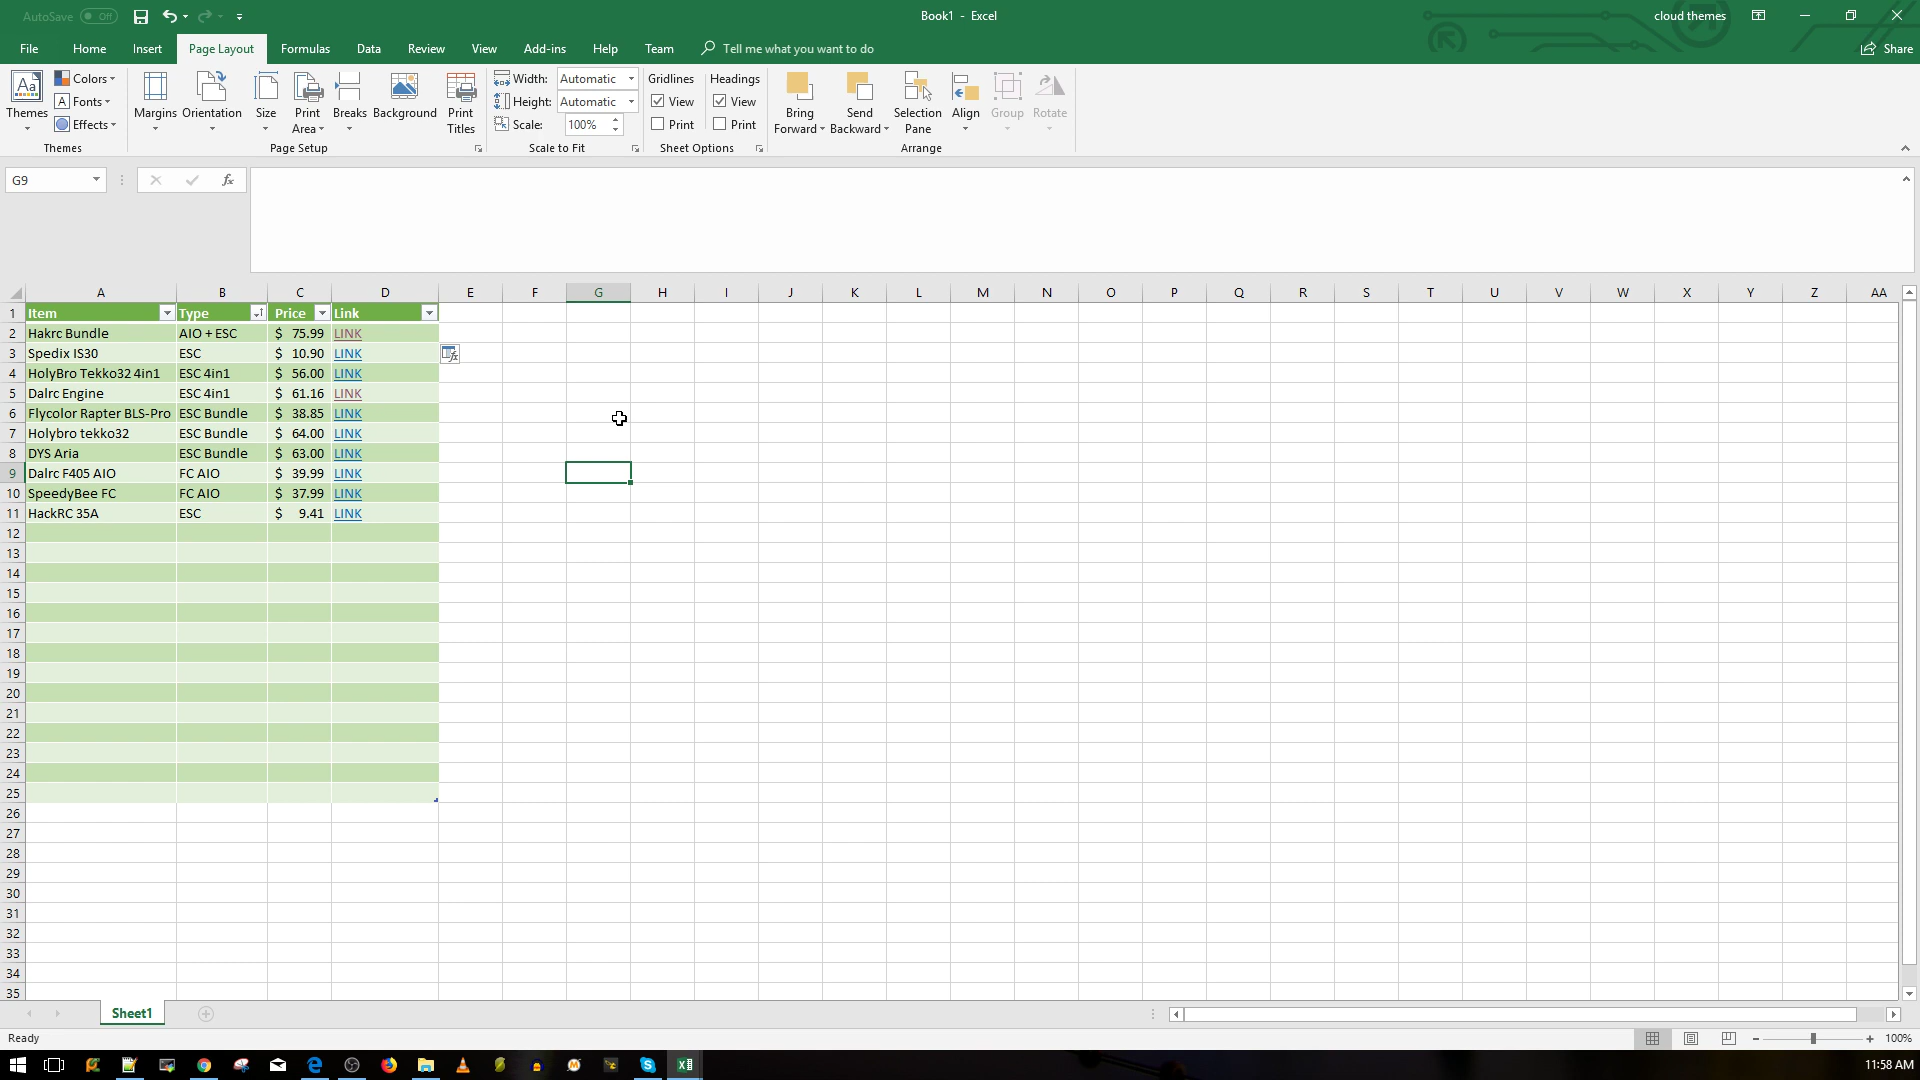 AutoSave Off Book1 - Excel cloud themes
File Home Insert Page Layout Formulas Data Review View Add-ins Help Team Tell me what you want to do Share
Themes Colors Fonts Effects Margins Orientation Size Print Area Breaks Background Print Titles Width: Automatic Height: Automatic Scale: 100% Gridlines View Print Headings View Print Bring Forward Send Backward Selection Pane Align Group Rotate
Themes Page Setup Scale to Fit Sheet Options Arrange
G9 fx
A B C D E F G H I J K L M N O P Q R S T U V W X Y Z AA
1 Item Type Price Link
2 Hakrc Bundle AIO + ESC $ 75.99 LINK
3 Spedix IS30 ESC $ 10.90 LINK
4 HolyBro Tekko32 4in1 ESC 4in1 $ 56.00 LINK
5 Dalrc Engine ESC 4in1 $ 61.16 LINK
6 Flycolor Rapter BLS-Pro ESC Bundle $ 38.85 LINK
7 Holybro tekko32 ESC Bundle $ 64.00 LINK
8 DYS Aria ESC Bundle $ 63.00 LINK
9 Dalrc F405 AIO FC AIO $ 39.99 LINK
10 SpeedyBee FC FC AIO $ 37.99 LINK
11 HackRC 35A ESC $ 9.41 LINK
12
13
14
15
16
17
18
19
20
21
22
23
24
25
26
27
28
29
30
31
32
33
34
35
Sheet1
Ready 100%
11:58 AM